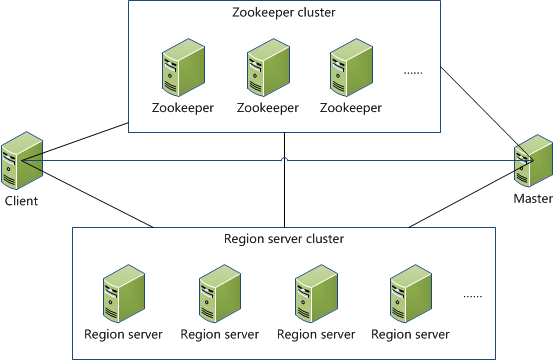 Zookeeper cluster
Zookeeper Zookeeper Zookeeper ......
Client
Master
Region server cluster
Region server Region server Region server Region server ......